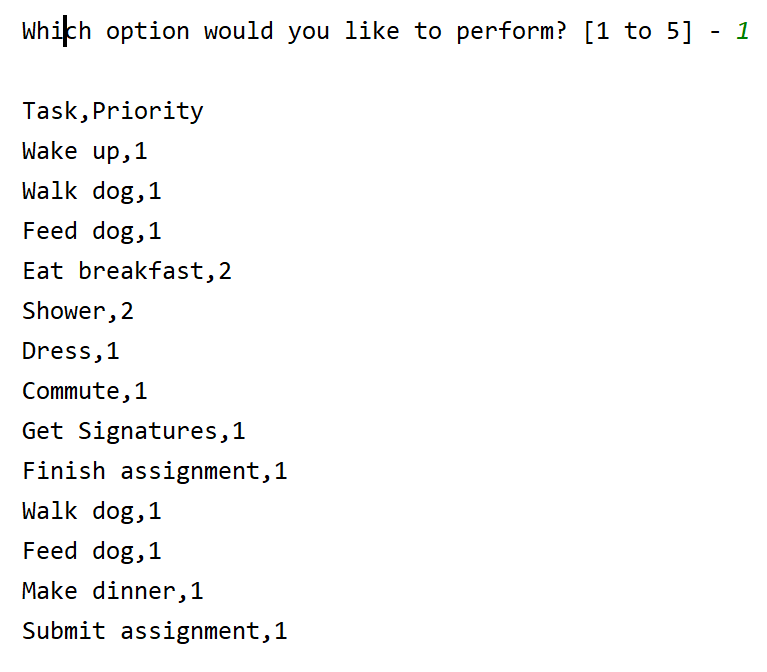 Which option would you like to perform? [1 to 5] - 1
Task,Priority
Wake up,1
Walk dog,1
Feed dog,1
Eat breakfast,2
Shower,2
Dress,1
Commute,1
Get Signatures,1
Finish assignment,1
Walk dog,1
Feed dog,1
Make dinner,1
Submit assignment,1